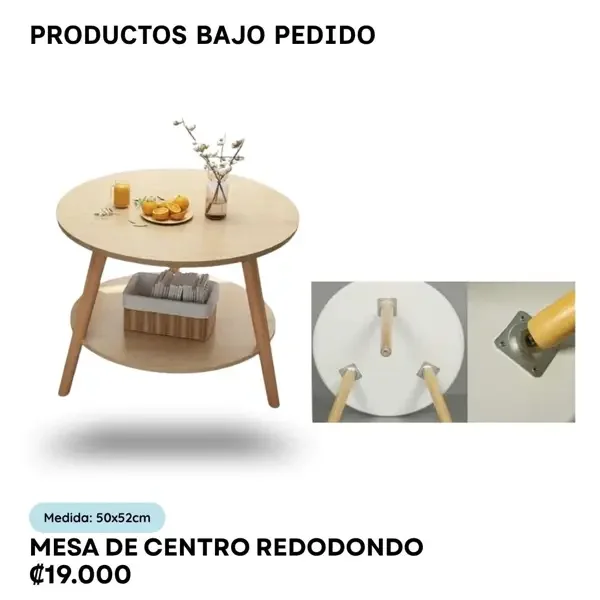 PRODUCTOS BAJO PEDIDO
Medida: 50x52cm
MESA DE CENTRO REDODONDO
₡19.000